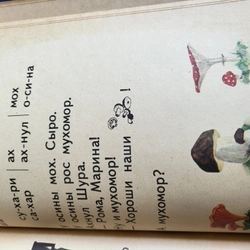 су-ха-ри | ах | мох
са-хар | ах-нул | о-си-на
осины мох. Сыро.
осины рос мухомор.
Шура.
- Рома, Марина!
мухомор!
- Хороши наши !
мухомор?